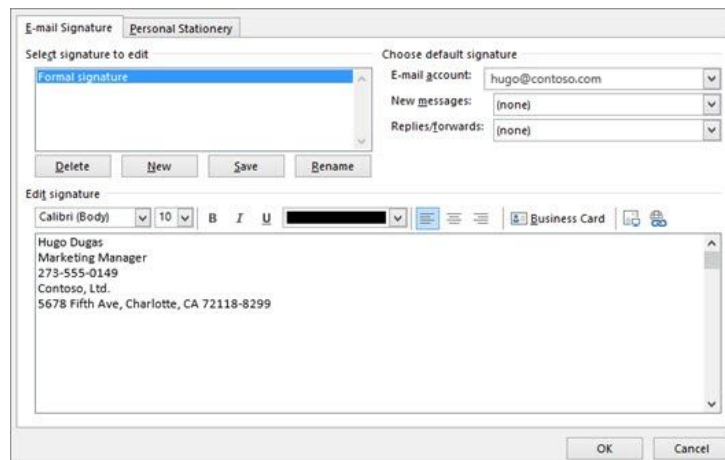 E-mail Signature
Personal Stationery
Select signature to edit
Formal signature
Delete
New
Save
Rename
Choose default signature
E-mail account:
hugo@contoso.com
New messages:
(none)
Replies/forwards:
(none)
Edit signature
Calibri (Body)
10
B
I
U
Business Card
Hugo Dugas
Marketing Manager
273-555-0149
Contoso, Ltd.
5678 Fifth Ave, Charlotte, CA 72118-8299
OK
Cancel